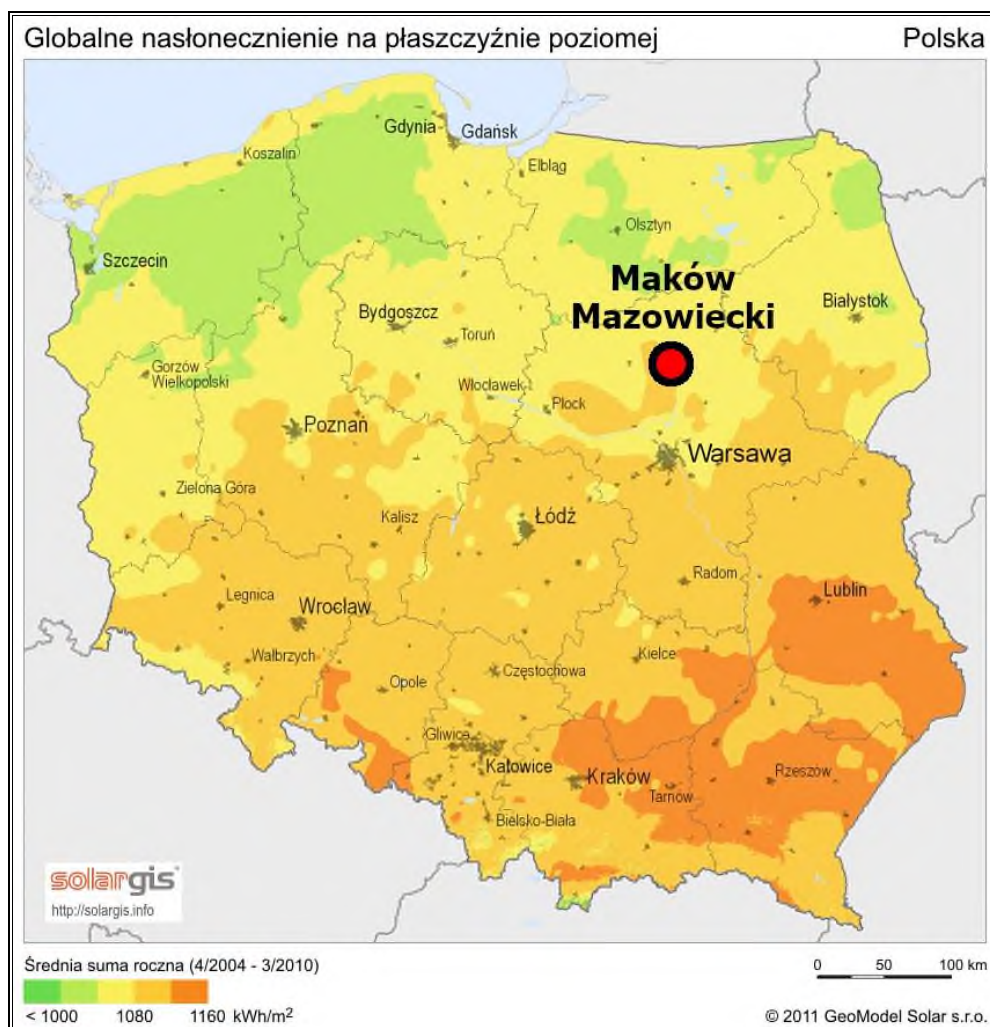 Globalne nasłonecznienie na płaszczyźnie poziomej
Polska
Gdynia
Gdańsk
Koszalin
Elbląg
Olsztyn
Szczecin
Maków
Mazowiecki
Białystok
Bydgoszcz
Toruń
Gorzów
Wielkopolski
Włocławek
Płock
Poznań
Warsawa
Zielona Góra
Kalisz
Łódź
Radom
Lublin
Legnica
Wrocław
Wałbrzych
Kielce
Częstochowa
Opole
Gliwice
Katowice
Kraków
Rzeszów
Tarnów
Bielsko-Biała
solargis
http://solargis.info
Średnia suma roczna (4/2004 - 3/2010)
0 50 100 km
< 1000 1080 1160 kWh/m²
© 2011 GeoModel Solar s.r.o.